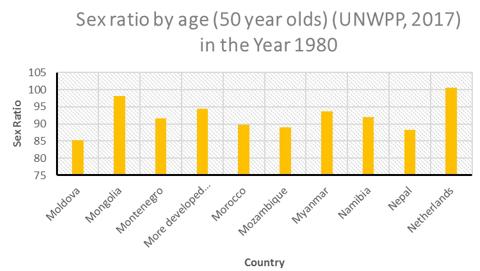 Sex ratio by age (50 year olds) (UNWPP, 2017)
in the Year 1980
105
100
95
90
85
80
75
Sex Ratio
Moldova
Mongolia
Montenegro
More developed...
Morocco
Mozambique
Myanmar
Namibia
Nepal
Netherlands
Country